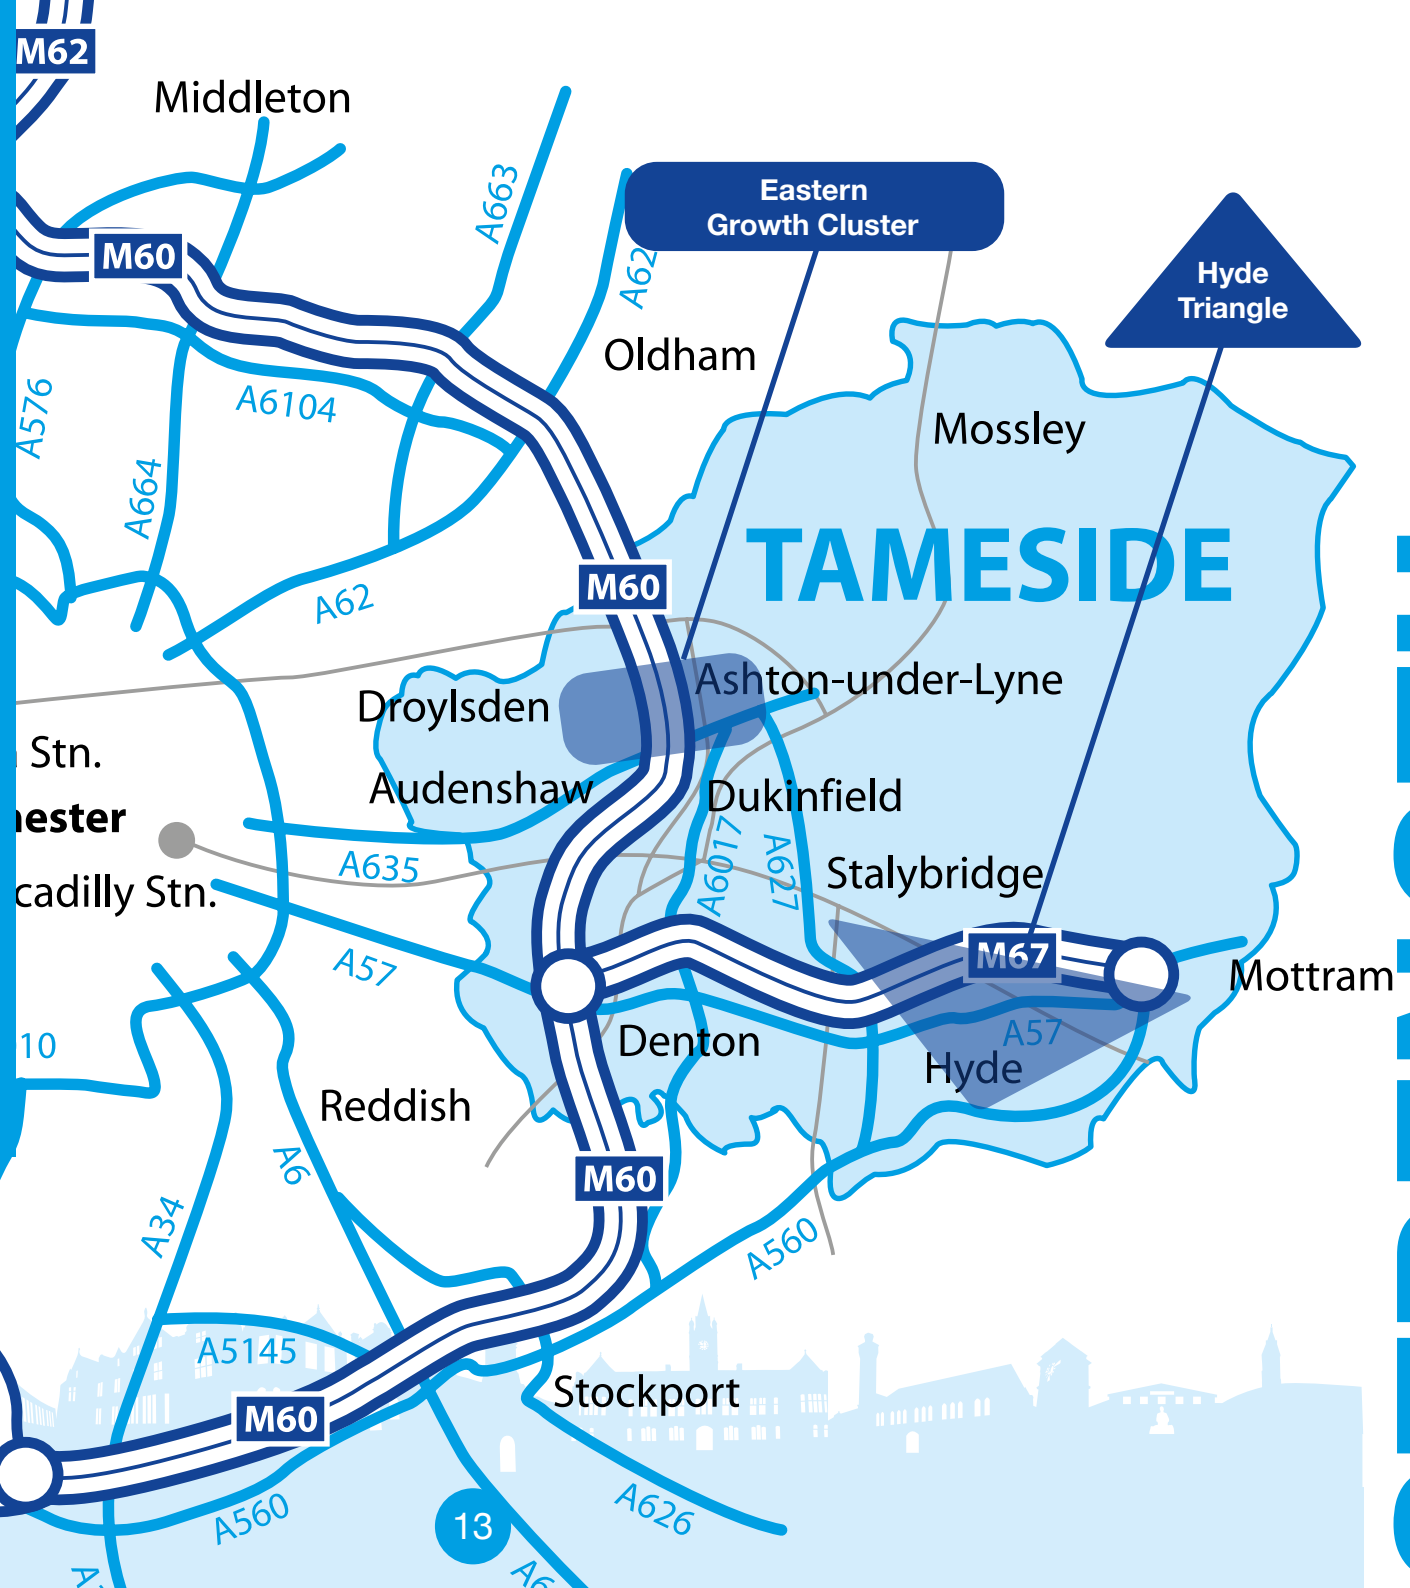 M62
Middleton
A663
Eastern
Growth Cluster
M60
A62
Hyde
Triangle
Oldham
A576
A6104
Mossley
A664
TAMESIDE
M60
A62
Ashton-under-Lyne
Droylsden
Stn.
Audenshaw
Dukinfield
A635
A6017
A627
Stalybridge
cadilly Stn.
A57
M67
Mottram
Denton
A57
10
Hyde
Reddish
A6
M60
A34
A560
A5145
Stockport
M60
A560
A626
13